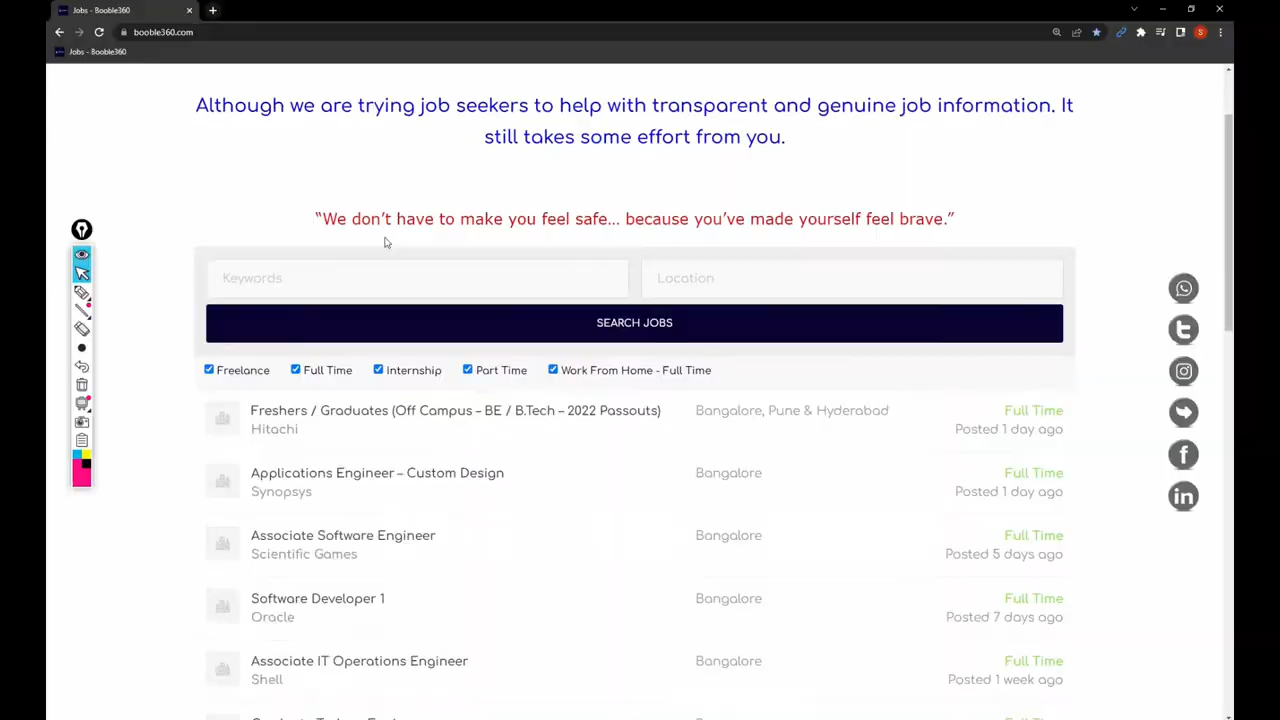 Jobs - Booble360
booble360.com
S
Jobs - Booble360
Although we are trying job seekers to help with transparent and genuine job information. It
still takes some effort from you.
“We don’t have to make you feel safe... because you’ve made yourself feel brave.”
Keywords
Location
SEARCH JOBS
Freelance
Full Time
Internship
Part Time
Work From Home - Full Time
Freshers / Graduates (Off Campus – BE / B.Tech – 2022 Passouts)
Bangalore, Pune & Hyderabad
Full Time
Hitachi
Posted 1 day ago
Applications Engineer – Custom Design
Bangalore
Full Time
Synopsys
Posted 1 day ago
Associate Software Engineer
Bangalore
Full Time
Scientific Games
Posted 5 days ago
Software Developer 1
Bangalore
Full Time
Oracle
Posted 7 days ago
Associate IT Operations Engineer
Bangalore
Full Time
Shell
Posted 1 week ago